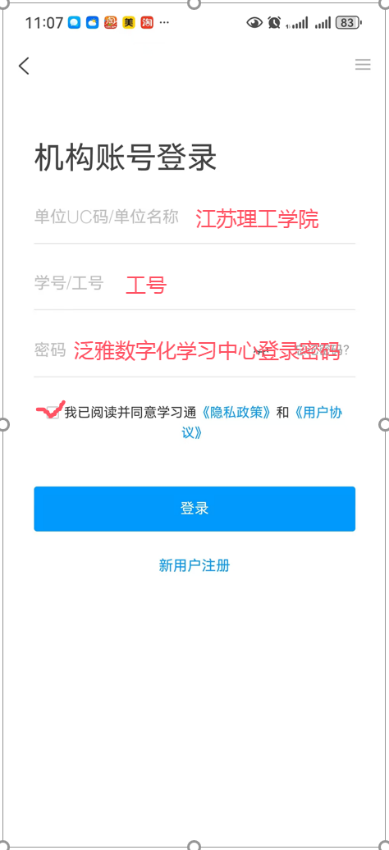 11:07 美 淘 ... 83
机构账号登录
单位UC码/单位名称 江苏理工学院
学号/工号 工号
密码 泛雅数字化学习中心登录密码
我已阅读并同意学习通《隐私政策》和《用户协
议》
登录
新用户注册